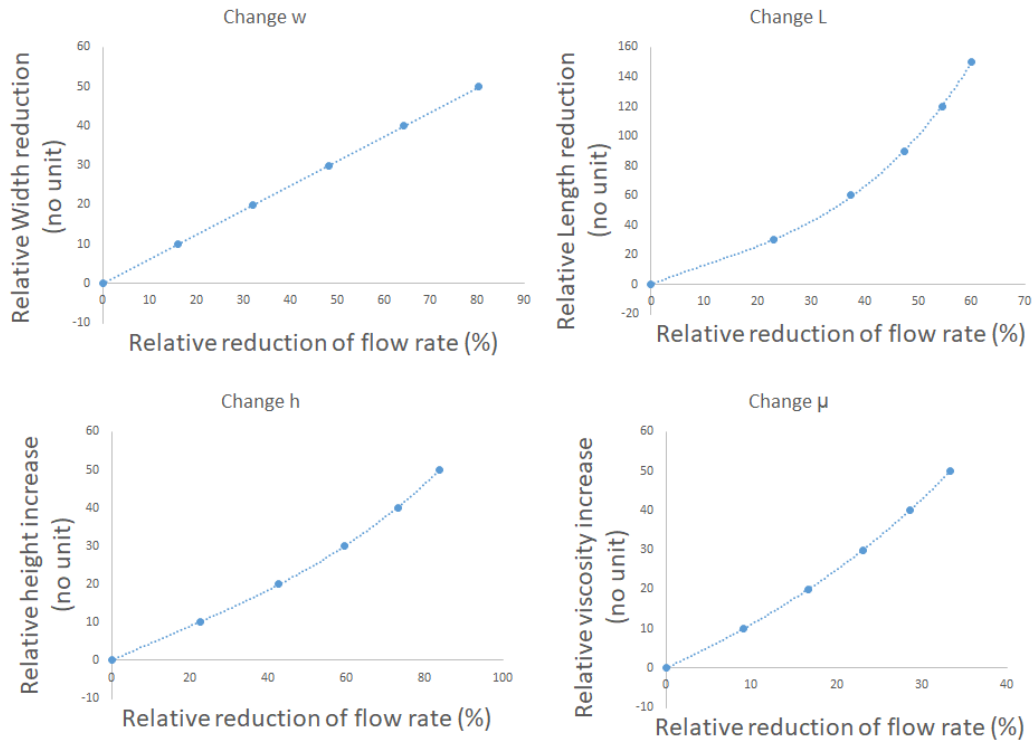 Change w
Relative Width reduction
(no unit)
60
50
40
30
20
10
0
-10
0 10 20 30 40 50 60 70 80 90
Relative reduction of flow rate (%)
Change L
Relative Length reduction
(no unit)
160
140
120
100
80
60
40
20
0
-20
0 10 20 30 40 50 60 70
Relative reduction of flow rate (%)
Change h
Relative height increase
(no unit)
60
50
40
30
20
10
0
-10
0 20 40 60 80 100
Relative reduction of flow rate (%)
Change µ
Relative viscosity increase
(no unit)
60
50
40
30
20
10
0
-10
0 10 20 30 40
Relative reduction of flow rate (%)